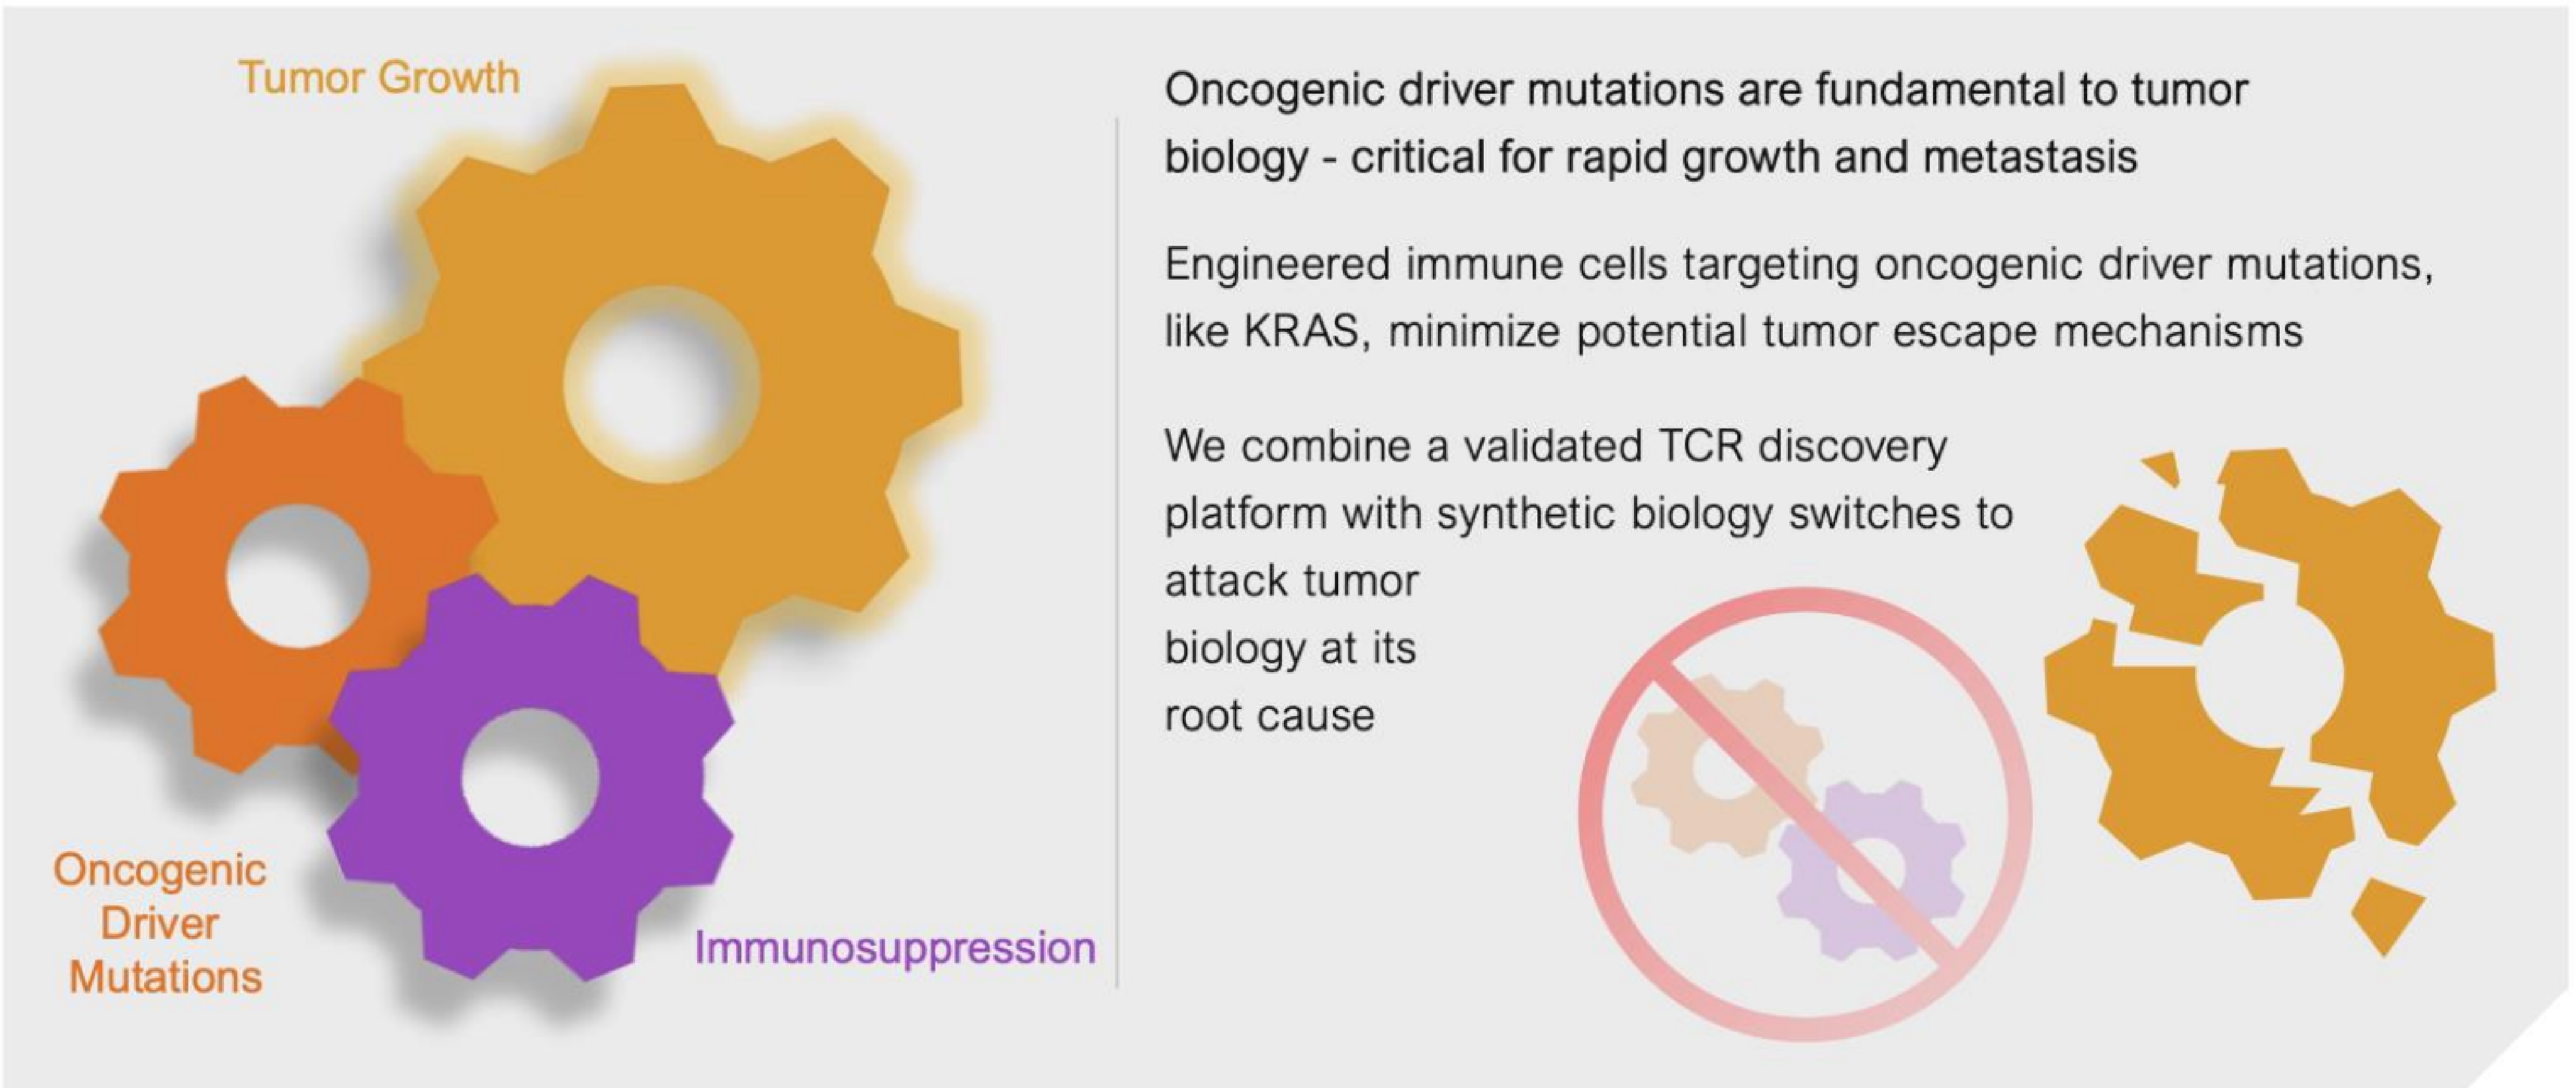 Tumor Growth
Oncogenic
Driver
Mutations
Immunosuppression
Oncogenic driver mutations are fundamental to tumor
biology - critical for rapid growth and metastasis
Engineered immune cells targeting oncogenic driver mutations,
like KRAS, minimize potential tumor escape mechanisms
We combine a validated TCR discovery
platform with synthetic biology switches to
attack tumor
biology at its
root cause